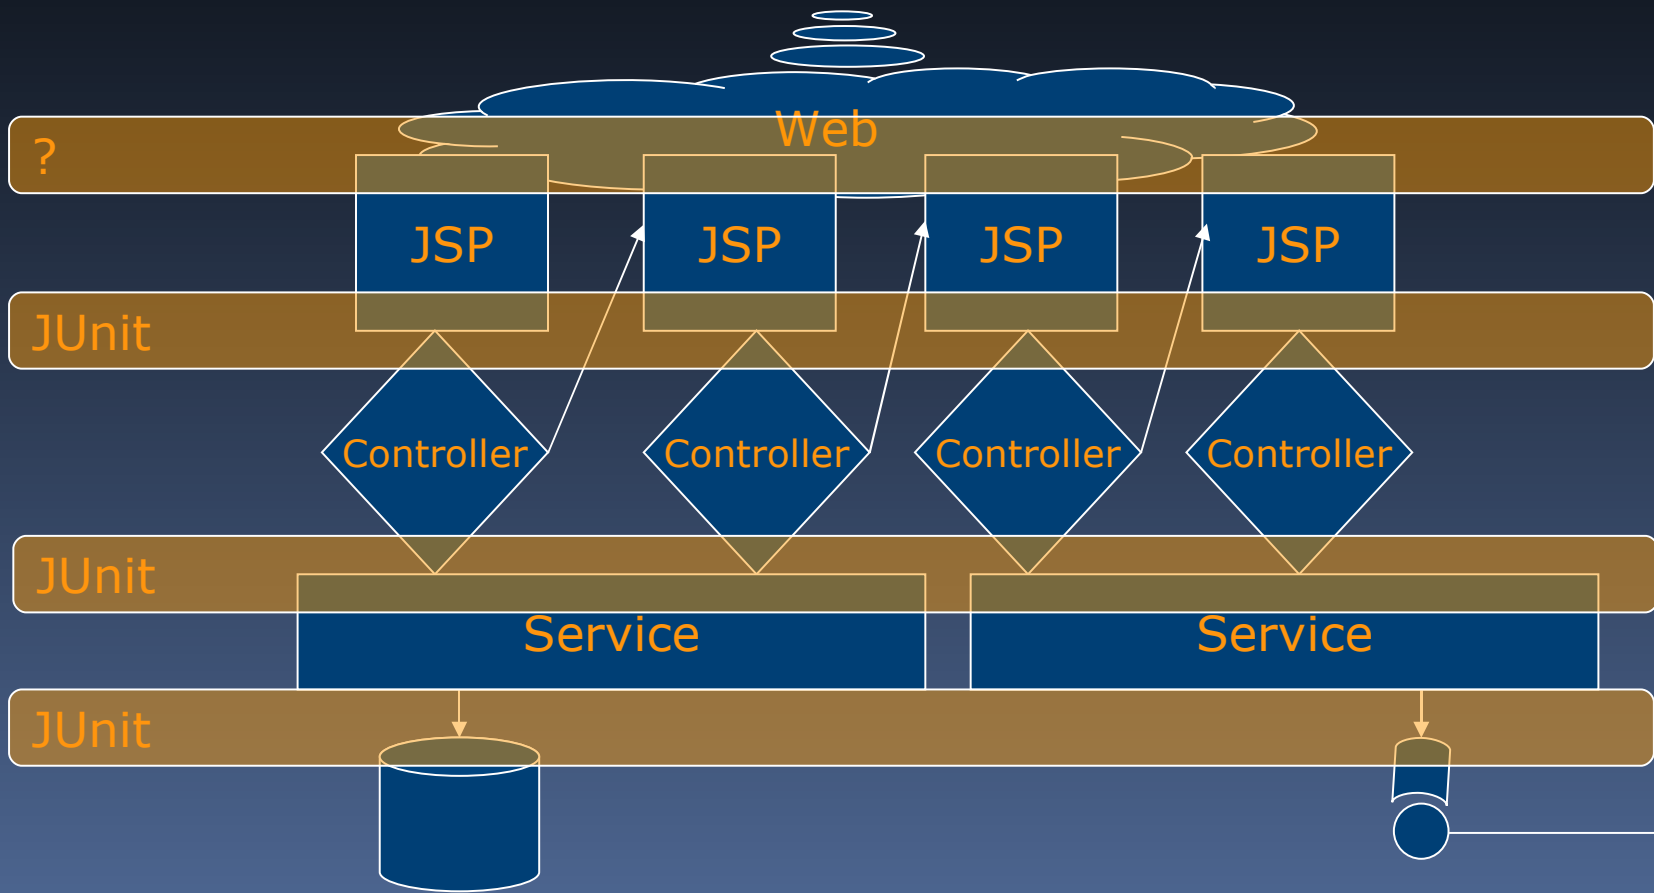 Web
?
JSP JSP JSP JSP
JUnit
Controller Controller Controller Controller
JUnit
Service Service
JUnit